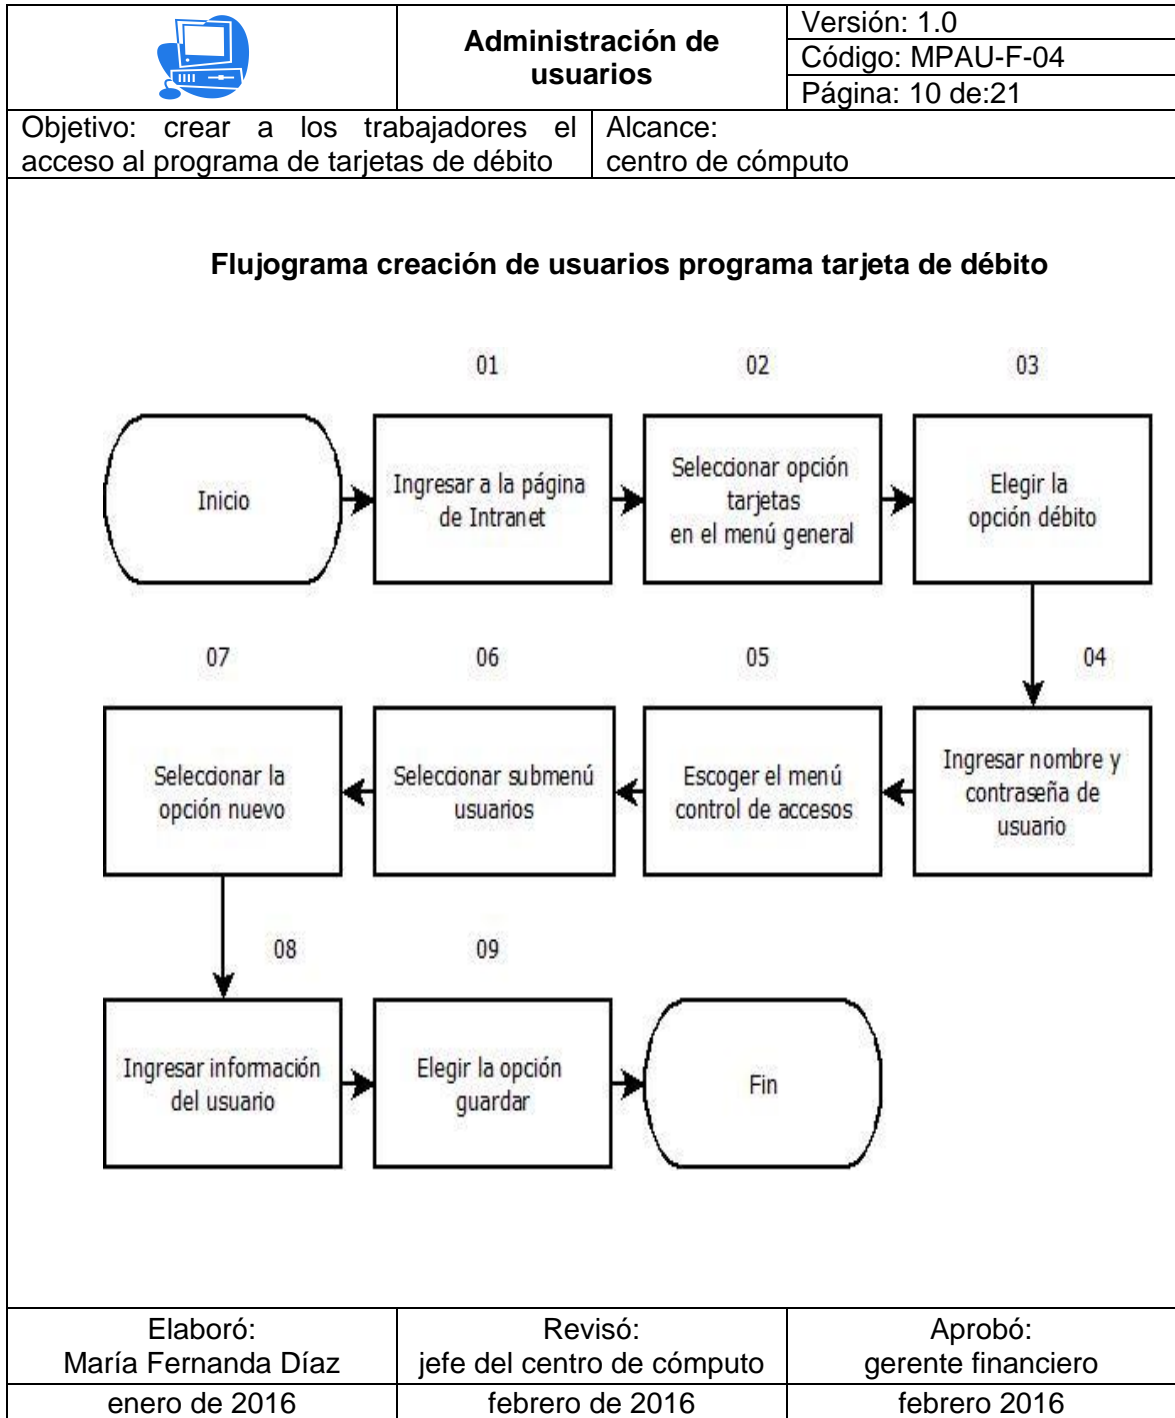 Administración de
usuarios
Versión: 1.0
Código: MPAU-F-04
Página: 10 de:21
Objetivo: crear a los trabajadores el
acceso al programa de tarjetas de débito
Alcance:
centro de cómputo
Flujograma creación de usuarios programa tarjeta de débito
Inicio
01
Ingresar a la página
de Intranet
02
Seleccionar opción
tarjetas
en el menú general
03
Elegir la
opción débito
04
Ingresar nombre y
contraseña de
usuario
05
Escoger el menú
control de accesos
06
Seleccionar submenú
usuarios
07
Seleccionar la
opción nuevo
08
Ingresar información
del usuario
09
Elegir la opción
guardar
Fin
Elaboró:
María Fernanda Díaz
Revisó:
jefe del centro de cómputo
Aprobó:
gerente financiero
enero de 2016
febrero de 2016
febrero 2016